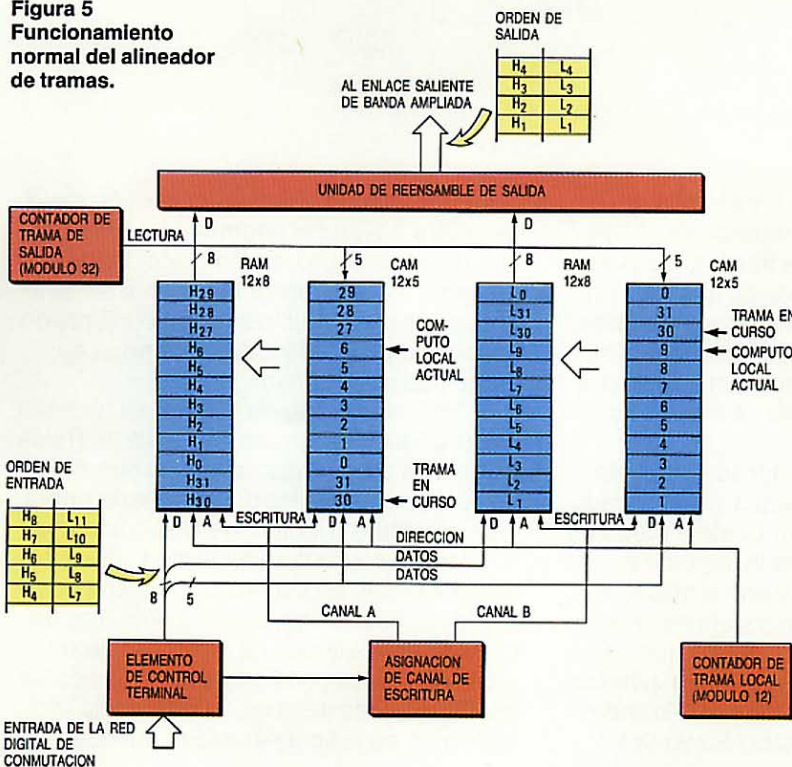 Figura 5
Funcionamiento
normal del alineador
de tramas.
ORDEN DE
SALIDA
H4 L4
H3 L3
H2 L2
H1 L1
AL ENLACE SALIENTE
DE BANDA AMPLIADA
UNIDAD DE REENSAMBLE DE SALIDA
CONTADOR DE
TRAMA DE
SALIDA
(MODULO 32)
LECTURA
D
8
RAM
12x8
5
CAM
12x5
D
8
RAM
12x8
5
CAM
12x5
H29 29 L0 0
H28 28 L31 31
H27 27 L30 30
H6 6 L9 9
H5 5 L8 8
H4 4 L7 7
H3 3 L6 6
H2 2 L5 5
H1 1 L4 4
H0 0 L3 3
H31 31 L2 2
H30 30 L1 1
COM-
PUTO
LOCAL
ACTUAL
TRAMA
EN
CURSO
TRAMA EN
CURSO
COMPUTO
LOCAL
ACTUAL
ORDEN DE
ENTRADA
H8 L11
H7 L10
H6 L9
H5 L8
H4 L7
D A ESCRITURA D A D A ESCRITURA D A
DIRECCION
DATOS
DATOS
8 5
CANAL A
CANAL B
ELEMENTO
DE CONTROL
TERMINAL
ASIGNACION
DE CANAL DE
ESCRITURA
CONTADOR DE
TRAMA LOCAL
(MODULO 12)
ENTRADA DE LA RED
DIGITAL DE
CONMUTACION